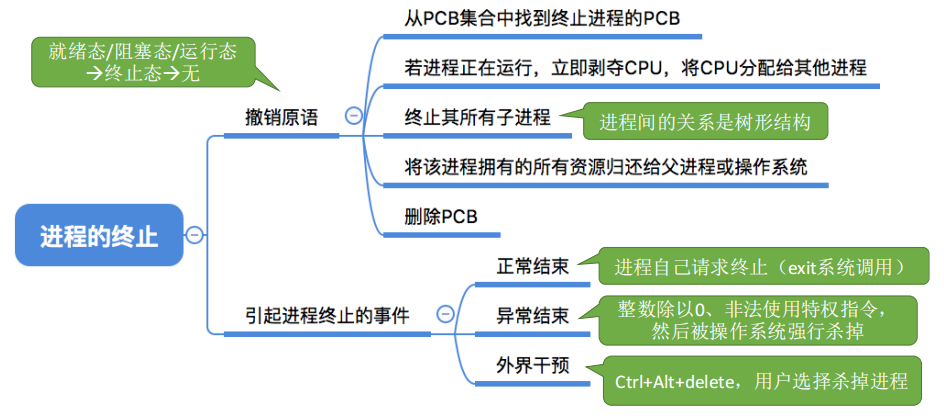 从PCB集合中找到终止进程的PCB
就绪态/阻塞态/运行态
→终止态→无
若进程正在运行，立即剥夺CPU，将CPU分配给其他进程
撤销原语
终止其所有子进程
进程间的关系是树形结构
将该进程拥有的所有资源归还给父进程或操作系统
删除PCB
进程的终止
正常结束
进程自己请求终止（exit系统调用）
引起进程终止的事件
异常结束
整数除以0、非法使用特权指令，
然后被操作系统强行杀掉
外界干预
Ctrl+Alt+delete，用户选择杀掉进程